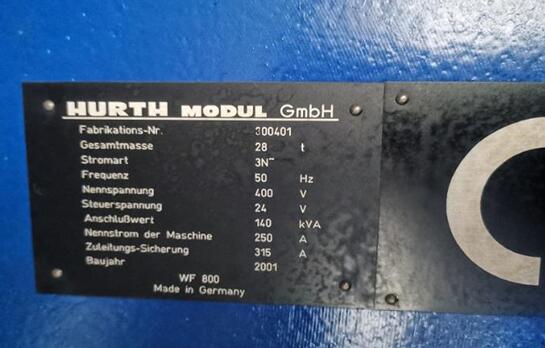 HURTH MODUL GmbH
Fabrikations-Nr. 300401
Gesamtmasse 28 t
Stromart 3N~
Frequenz 50 Hz
Nennspannung 400 V
Steuerspannung 24 V
Anschlußwert 140 kVA
Nennstrom der Maschine 250 A
Zuleitungs-Sicherung 315 A
Baujahr 2001
WF 800
Made in Germany